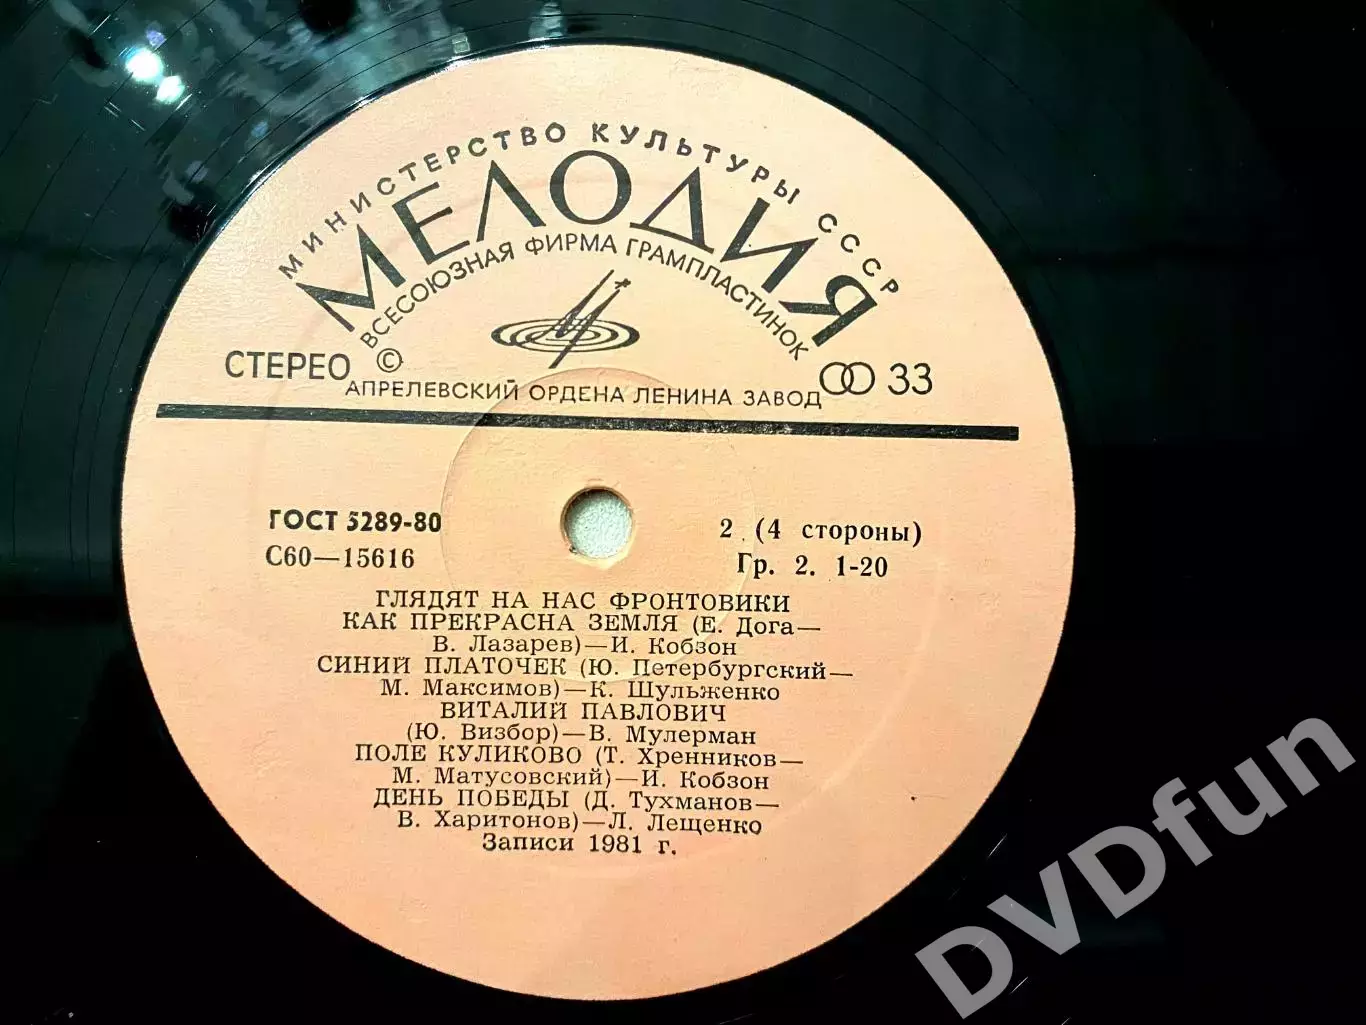 МИНИСТЕРСТВО КУЛЬТУРЫ СССР
МЕЛОДИЯ
ВСЕСОЮЗНАЯ ФИРМА ГРАМПЛАСТИНОК
СТЕРЕО © 33
АПРЕЛЕВСКИЙ ОРДЕНА ЛЕНИНА ЗАВОД
ГОСТ 5289-80 2 (4 стороны)
С60—15616 Гр. 2. 1-20
ГЛЯДЯТ НА НАС ФРОНТОВИКИ
КАК ПРЕКРАСНА ЗЕМЛЯ (Е. Дога—
В. Лазарев)—И. Кобзон
СИНИЙ ПЛАТОЧЕК (Ю. Петербургский—
М. Максимов)—К. Шульженко
ВИТАЛИЙ ПАВЛОВИЧ
(Ю. Визбор)—В. Мулерман
ПОЛЕ КУЛИКОВО (Т. Хренников—
М. Матусовский)—И. Кобзон
ДЕНЬ ПОБЕДЫ (Д. Тухманов—
В. Харитонов)—Л. Лещенко
Записи 1981 г.
DVDfun